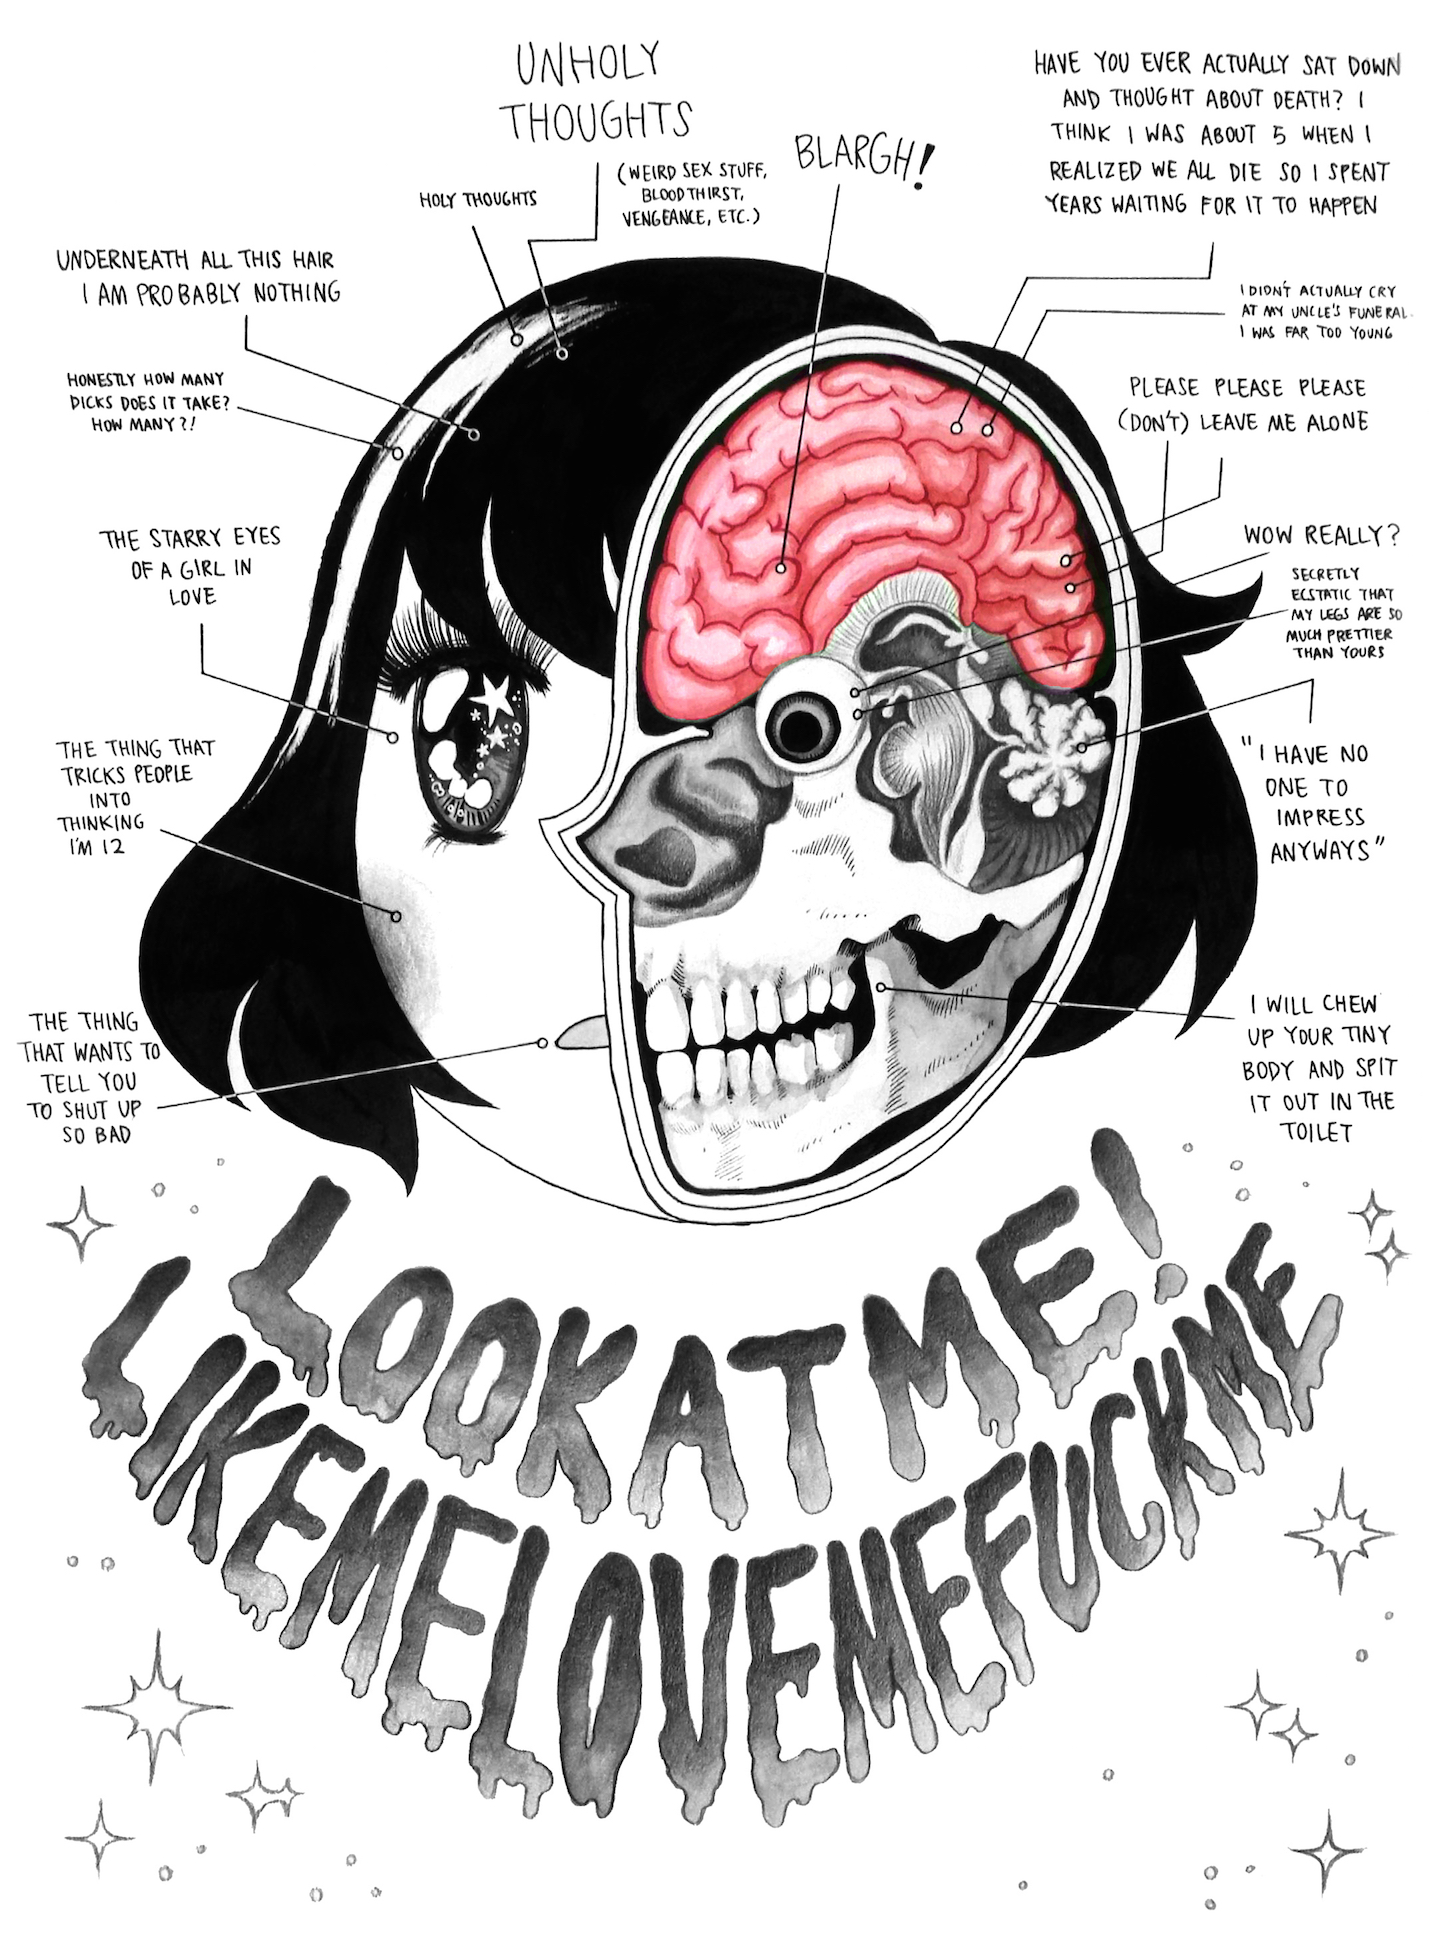 UNHOLY
THOUGHTS
(WEIRD SEX STUFF,
BLOODTHIRST,
VENGEANCE, ETC.)
HOLY THOUGHTS
BLARGH!
HAVE YOU EVER ACTUALLY SAT DOWN
AND THOUGHT ABOUT DEATH? I
THINK I WAS ABOUT 5 WHEN I
REALIZED WE ALL DIE SO I SPENT
YEARS WAITING FOR IT TO HAPPEN
UNDERNEATH ALL THIS HAIR
I AM PROBABLY NOTHING
I DIDN'T ACTUALLY CRY
AT MY UNCLE'S FUNERAL.
I WAS FAR TOO YOUNG
HONESTLY HOW MANY
DICKS DOES IT TAKE?
HOW MANY?!
PLEASE PLEASE PLEASE
(DON'T) LEAVE ME ALONE
THE STARRY EYES
OF A GIRL IN
LOVE
WOW REALLY?
SECRETLY
ECSTATIC THAT
MY LEGS ARE SO
MUCH PRETTIER
THAN YOURS
THE THING THAT
TRICKS PEOPLE
INTO
THINKING
I'M 12
"I HAVE NO
ONE TO
IMPRESS
ANYWAYS"
THE THING
THAT WANTS TO
TELL YOU
TO SHUT UP
SO BAD
I WILL CHEW
UP YOUR TINY
BODY AND SPIT
IT OUT IN THE
TOILET
LOOK AT ME!
LIKEMELOVEMEFUCKME